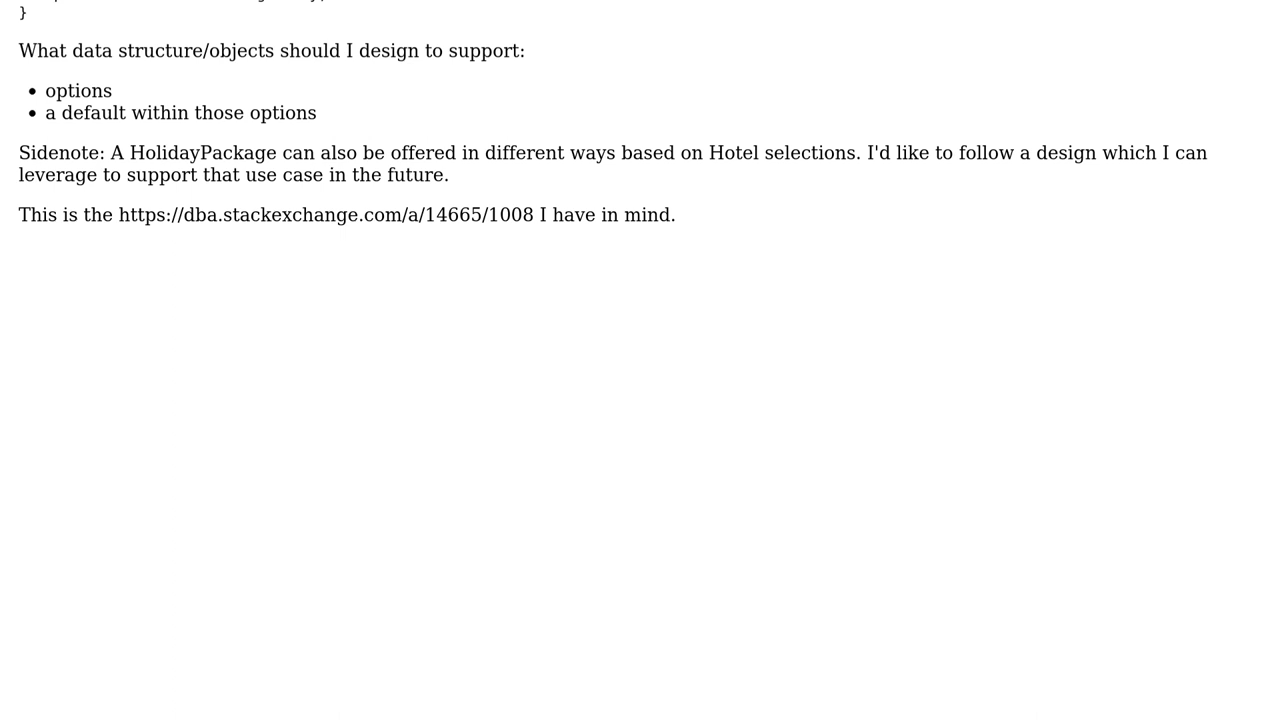 }
What data structure/objects should I design to support:
• options
• a default within those options
Sidenote: A HolidayPackage can also be offered in different ways based on Hotel selections. I'd like to follow a design which I can
leverage to support that use case in the future.
This is the https://dba.stackexchange.com/a/14665/1008 I have in mind.